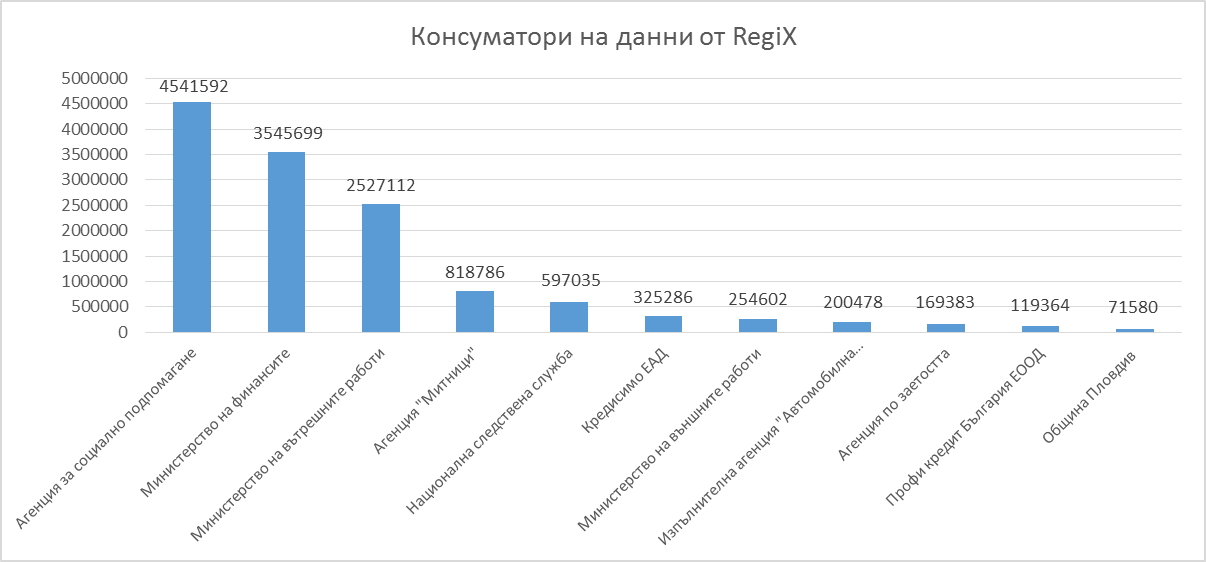 Консуматори на данни от RegiX
5000000
4500000
4000000
3500000
3000000
2500000
2000000
1500000
1000000
500000
0
4541592
3545699
2527112
818786
597035
325286
254602
200478
169383
119364
71580
Агенция за социално подпомагане
Министерство на финансите
Министерство на вътрешните работи
Агенция "Митници"
Национална следствена служба
Кредисимо ЕАД
Министерство на външните работи
Изпълнителна агенция "Автомобилна...
Агенция по заетостта
Профи кредит България ЕООД
Община Пловдив